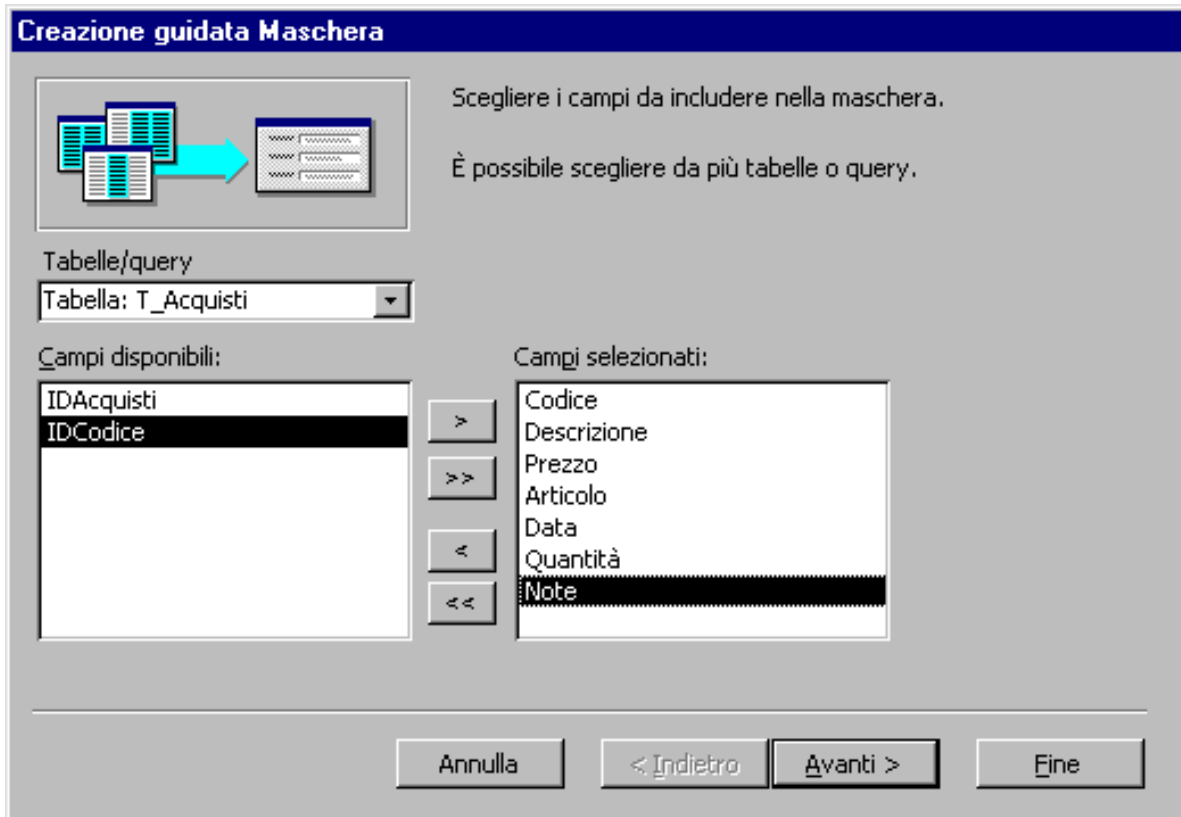 Creazione guidata Maschera
Scegliere i campi da includere nella maschera.
È possibile scegliere da più tabelle o query.
Tabelle/query
Tabella: T_Acquisti
Campi disponibili:
IDAcquisti
IDCodice
>
>>
<
<<
Campi selezionati:
Codice
Descrizione
Prezzo
Articolo
Data
Quantità
Note
Annulla
< Indietro
Avanti >
Fine